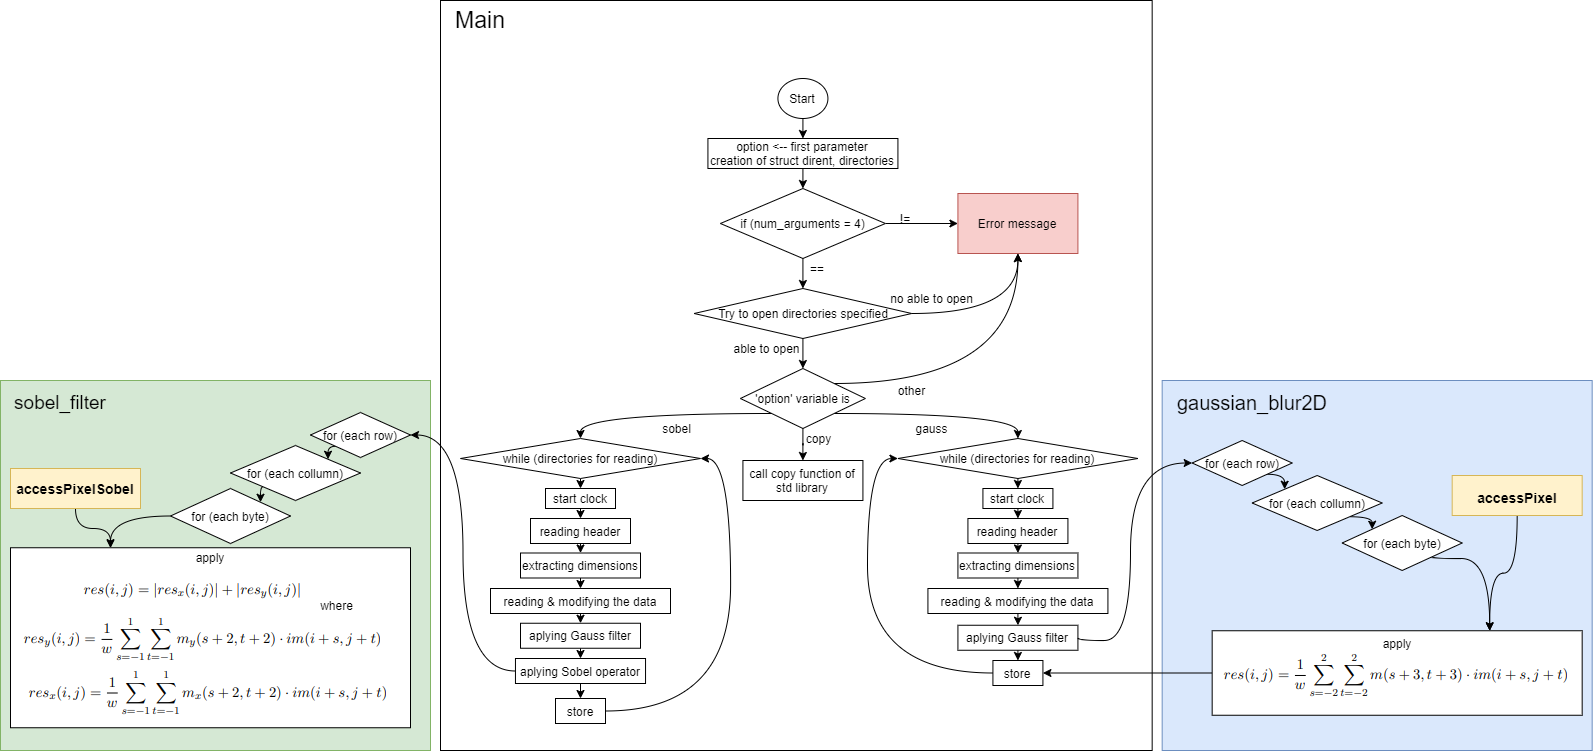 Main
Start
option <-- first parameter
creation of struct dirent, directories
if (num_arguments = 4)
!=
Error message
==
Try to open directories specified
no able to open
able to open
'option' variable is
other
sobel
copy
gauss
call copy function of
std library
while (directories for reading)
start clock
reading header
extracting dimensions
reading & modifying the data
aplying Gauss filter
aplying Sobel operator
store
while (directories for reading)
start clock
reading header
extracting dimensions
reading & modifying the data
aplying Gauss filter
store
sobel_filter
for (each row)
for (each collumn)
for (each byte)
accessPixelSobel
apply
res(i, j) = |res_x(i, j)| + |res_y(i, j)|
where
res_y(i, j) = \frac{1}{w} \sum_{s=-1}^{1} \sum_{t=-1}^{1} m_y(s + 2, t + 2) · im(i + s, j + t)
res_x(i, j) = \frac{1}{w} \sum_{s=-1}^{1} \sum_{t=-1}^{1} m_x(s + 2, t + 2) · im(i + s, j + t)
gaussian_blur2D
for (each row)
for (each column)
for (each byte)
accessPixel
apply
res(i, j) = \frac{1}{w} \sum_{s=-2}^{2} \sum_{t=-2}^{2} m(s + 3, t + 3) · im(i + s, j + t)